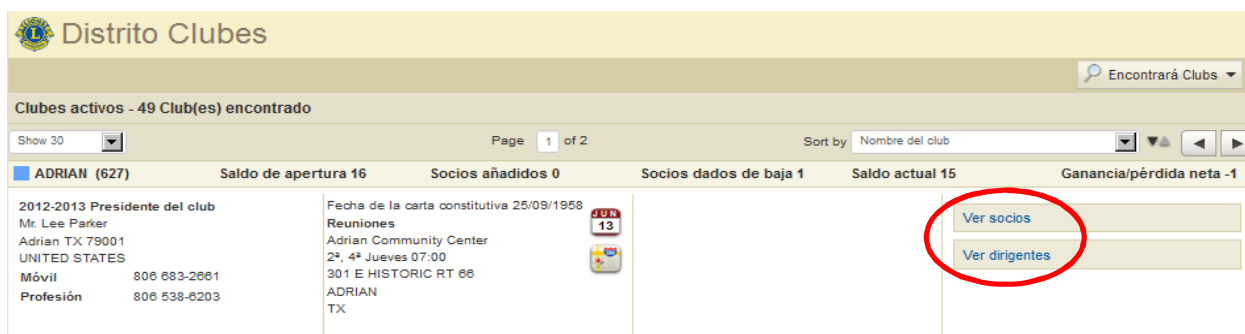 Distrito Clubes
Encontrará Clubs
Clubes activos - 49 Club(es) encontrado
Show 30 Page 1 of 2 Sort by Nombre del club
ADRIAN (627) Saldo de apertura 16 Socios añadidos 0 Socios dados de baja 1 Saldo actual 15 Ganancia/pérdida neta -1
2012-2013 Presidente del club
Mr. Lee Parker
Adrian TX 79001
UNITED STATES
Móvil 806 683-2661
Profesión 806 538-6203
Fecha de la carta constitutiva 25/09/1958
Reuniones
Adrian Community Center
2ª, 4ª Jueves 07:00
301 E HISTORIC RT 66
ADRIAN
TX
JUN
13
Ver socios
Ver dirigentes